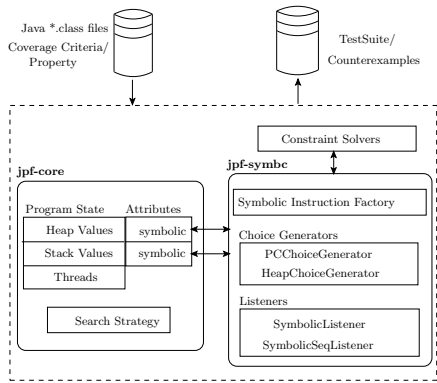 Java *.class files
Coverage Criteria/
Property
TestSuite/
Counterexamples
Constraint Solvers
jpf-core
jpf-symbc
Program State
Attributes
Heap Values
symbolic
Stack Values
symbolic
Threads
Search Strategy
Symbolic Instruction Factory
Choice Generators
PCChoiceGenerator
HeapChoiceGenerator
Listeners
SymbolicListener
SymbolicSeqListener